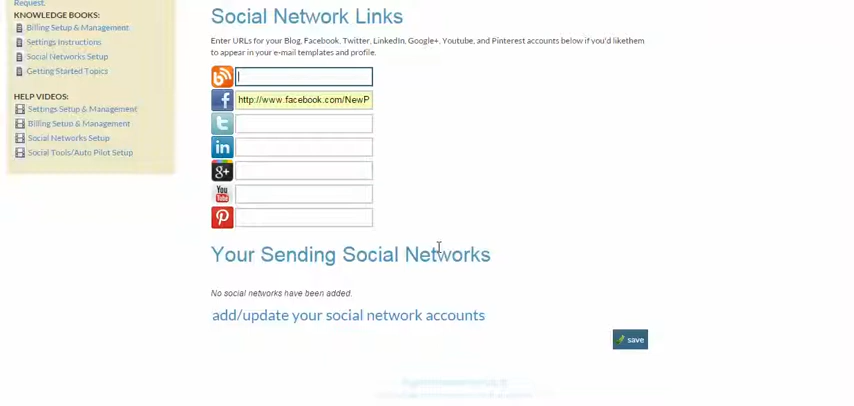 Request.
KNOWLEDGE BOOKS:
Billing Setup & Management
Settings Instructions
Social Networks Setup
Getting Started Topics
HELP VIDEOS:
Settings Setup & Management
Billing Setup & Management
Social Networks Setup
Social Tools/Auto Pilot Setup
Social Network Links
Enter URLs for your Blog, Facebook, Twitter, LinkedIn, Google+, Youtube, and Pinterest accounts below if you'd likethem
to appear in your e-mail templates and profile.
f http://www.facebook.com/NewP
t
in
g+
You Tube
Your Sending Social Networks
No social networks have been added.
add/update your social network accounts
save